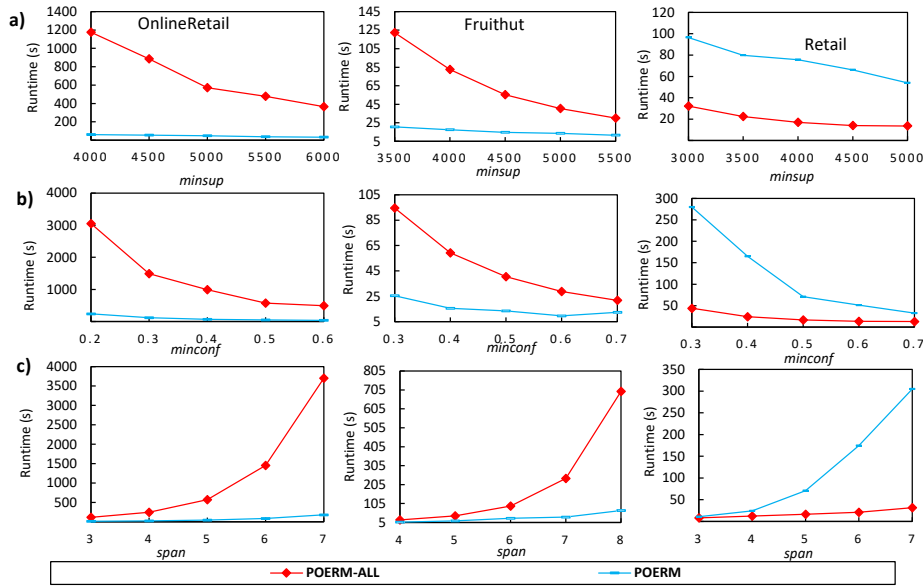 a)
OnlineRetail
Runtime (s)
1400
1200
1000
800
600
400
200
4000 4500 5000 5500 6000
minsup
Fruithut
Runtime (s)
145
125
105
85
65
45
25
5
3500 4000 4500 5000 5500
minsup
Retail
Runtime (s)
120
100
80
60
40
20
3000 3500 4000 4500 5000
minsup
b)
Runtime (s)
4000
3000
2000
1000
0.2 0.3 0.4 0.5 0.6
minconf
Runtime (s)
105
85
65
45
25
5
0.3 0.4 0.5 0.6 0.7
minconf
Runtime (s)
300
250
200
150
100
50
0.3 0.4 0.5 0.6 0.7
minconf
c)
Runtime (s)
4000
3500
3000
2500
2000
1500
1000
500
3 4 5 6 7
span
Runtime (s)
805
705
605
505
405
305
205
105
5
4 5 6 7 8
span
Runtime (s)
350
300
250
200
150
100
50
3 4 5 6 7
span
POERM-ALL POERM